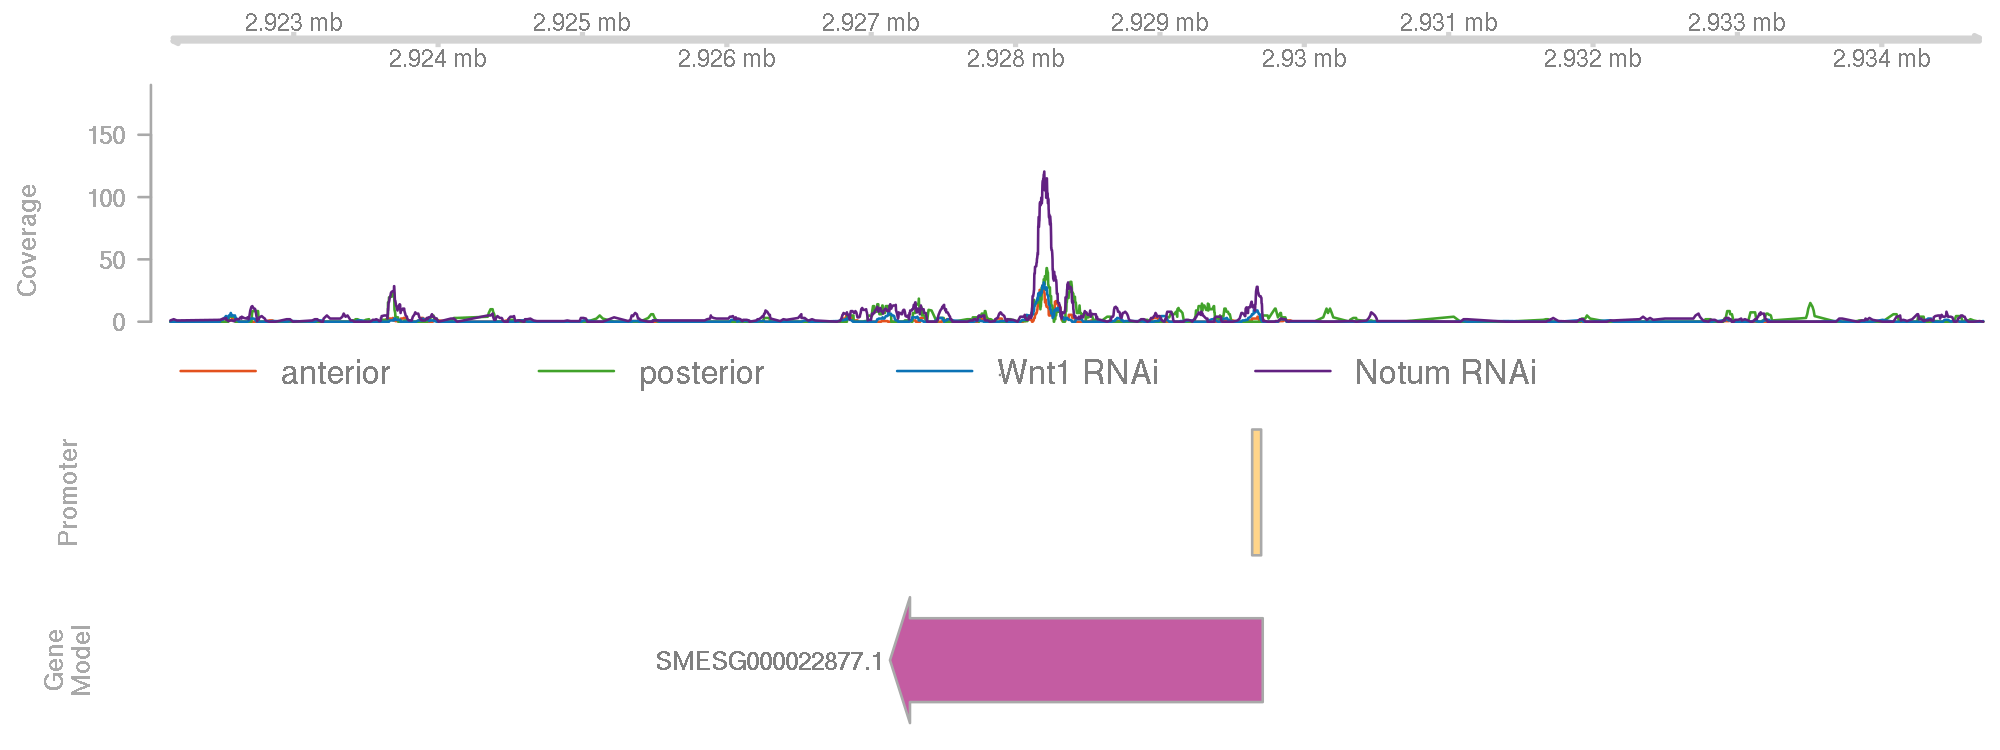 2.923 mb 2.925 mb 2.927 mb 2.929 mb 2.931 mb 2.933 mb
2.924 mb 2.926 mb 2.928 mb 2.93 mb 2.932 mb 2.934 mb
Coverage
150
100
50
0
anterior posterior Wnt1 RNAi Notum RNAi
Promoter
Gene
Model
SMESG000022877.1